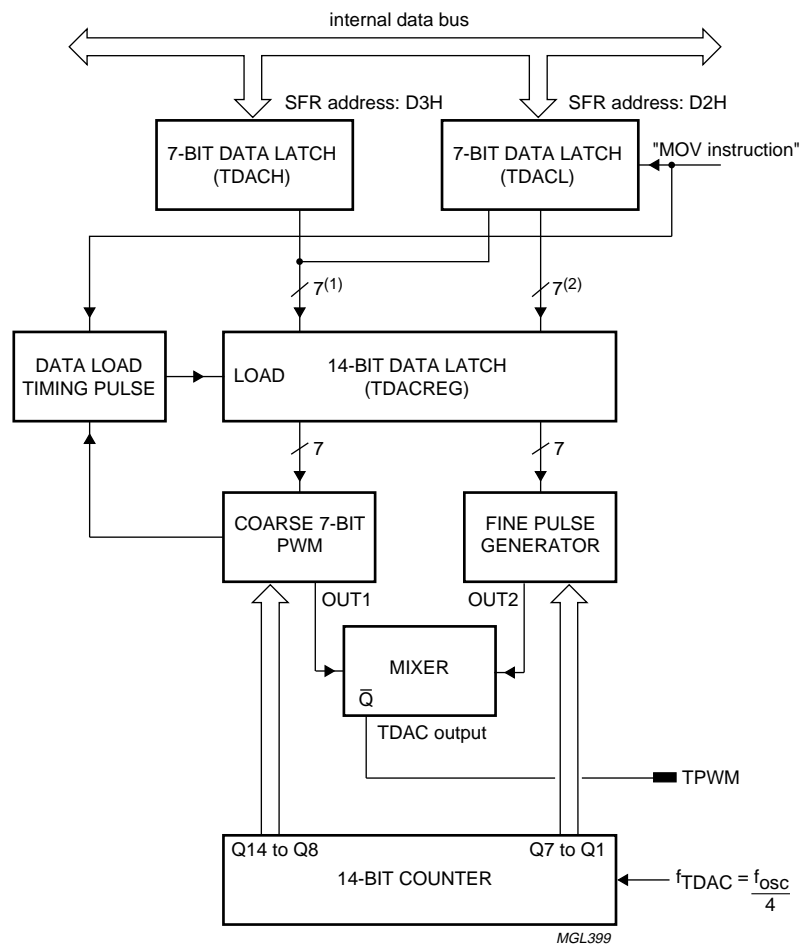 internal data bus
SFR address: D3H
SFR address: D2H
7-BIT DATA LATCH
(TDACH)
7-BIT DATA LATCH
(TDACL)
"MOV instruction"
7(1)
7(2)
DATA LOAD
TIMING PULSE
LOAD
14-BIT DATA LATCH
(TDACREG)
7
7
COARSE 7-BIT
PWM
FINE PULSE
GENERATOR
OUT1
OUT2
MIXER
Q̅
TDAC output
TPWM
Q14 to Q8
Q7 to Q1
14-BIT COUNTER
fTDAC = fosc
4
MGL399